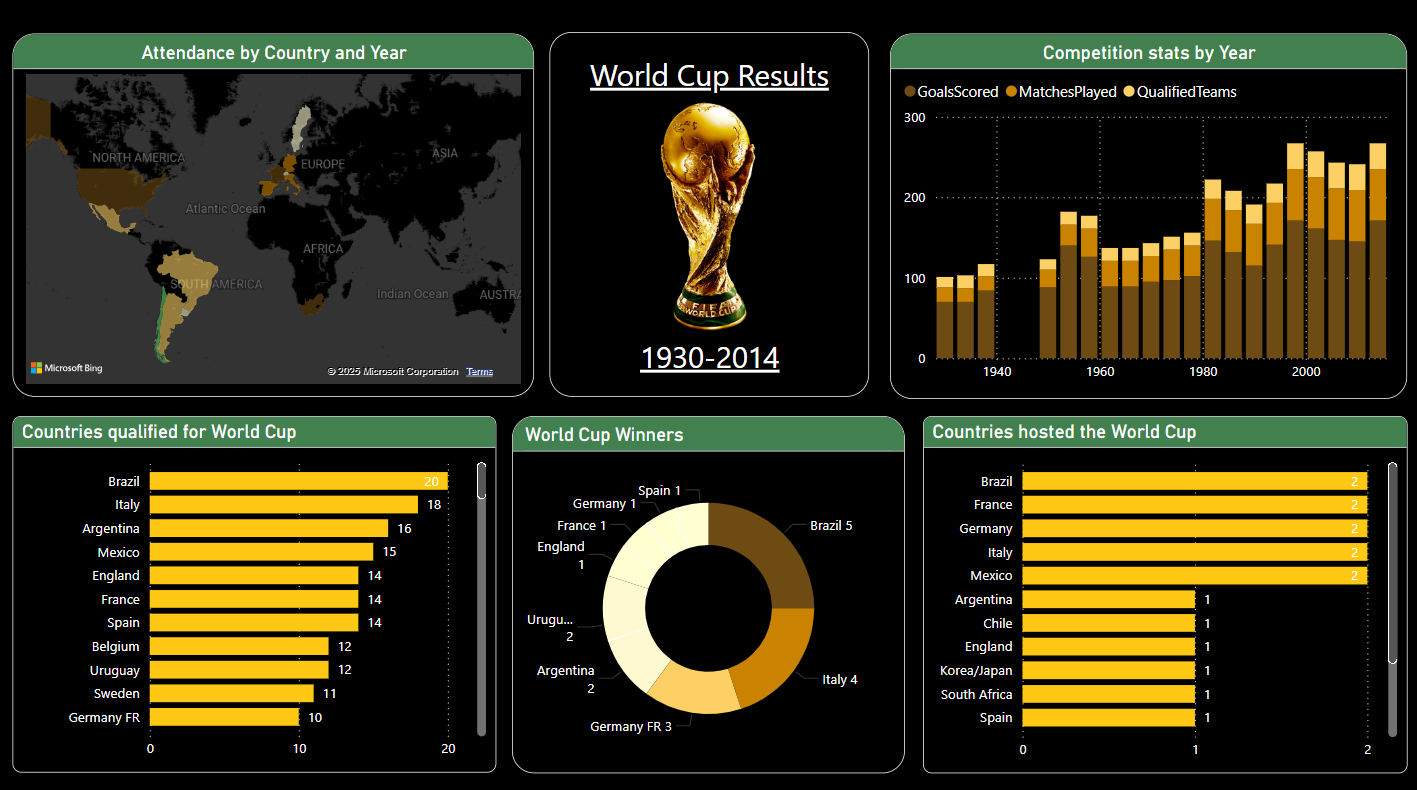 Attendance by Country and Year
NORTH AMERICA
EUROPE
ASIA
Atlantic Ocean
AFRICA
SOUTH AMERICA
Indian Ocean
AUSTRA
Microsoft Bing
© 2025 Microsoft Corporation Terms
World Cup Results
FIFA
WORLD CUP
1930-2014
Competition stats by Year
GoalsScored MatchesPlayed QualifiedTeams
300
200
100
0
1940 1960 1980 2000
Countries qualified for World Cup
Brazil 20
Italy 18
Argentina 16
Mexico 15
England 14
France 14
Spain 14
Belgium 12
Uruguay 12
Sweden 11
Germany FR 10
0 10 20
World Cup Winners
Spain 1
Germany 1
France 1
England
1
Urugu...
2
Argentina
2
Germany FR 3
Italy 4
Brazil 5
Countries hosted the World Cup
Brazil 2
France 2
Germany 2
Italy 2
Mexico 2
Argentina 1
Chile 1
England 1
Korea/Japan 1
South Africa 1
Spain 1
0 1 2